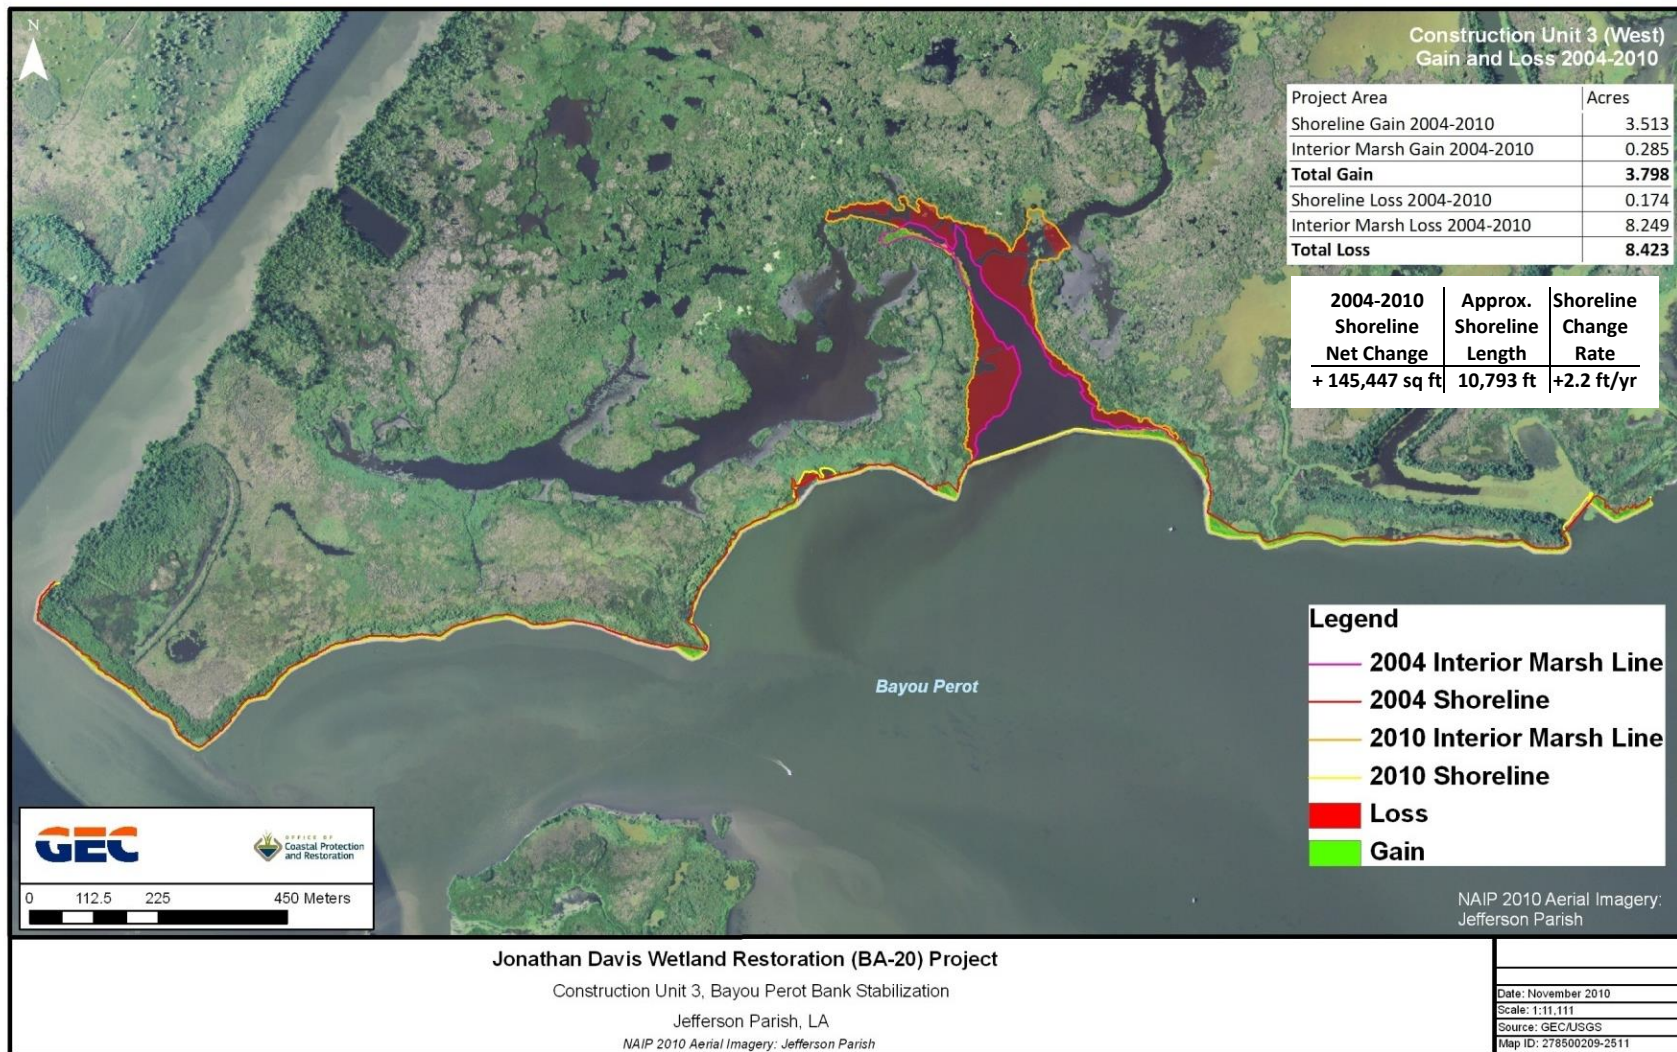 N
Construction Unit 3 (West)
Gain and Loss 2004-2010
Project Area Acres
Shoreline Gain 2004-2010 3.513
Interior Marsh Gain 2004-2010 0.285
Total Gain 3.798
Shoreline Loss 2004-2010 0.174
Interior Marsh Loss 2004-2010 8.249
Total Loss 8.423
2004-2010 Approx. Shoreline
Shoreline Shoreline Change
Net Change Length Rate
+ 145,447 sq ft 10,793 ft +2.2 ft/yr
Bayou Perot
Legend
2004 Interior Marsh Line
2004 Shoreline
2010 Interior Marsh Line
2010 Shoreline
Loss
Gain
GEC
OFFICE OF
Coastal Protection
and Restoration
0 112.5 225 450 Meters
NAIP 2010 Aerial Imagery:
Jefferson Parish
Jonathan Davis Wetland Restoration (BA-20) Project
Construction Unit 3, Bayou Perot Bank Stabilization
Jefferson Parish, LA
NAIP 2010 Aerial Imagery: Jefferson Parish
Date: November 2010
Scale: 1:11,111
Source: GEC/USGS
Map ID: 278500209-2511